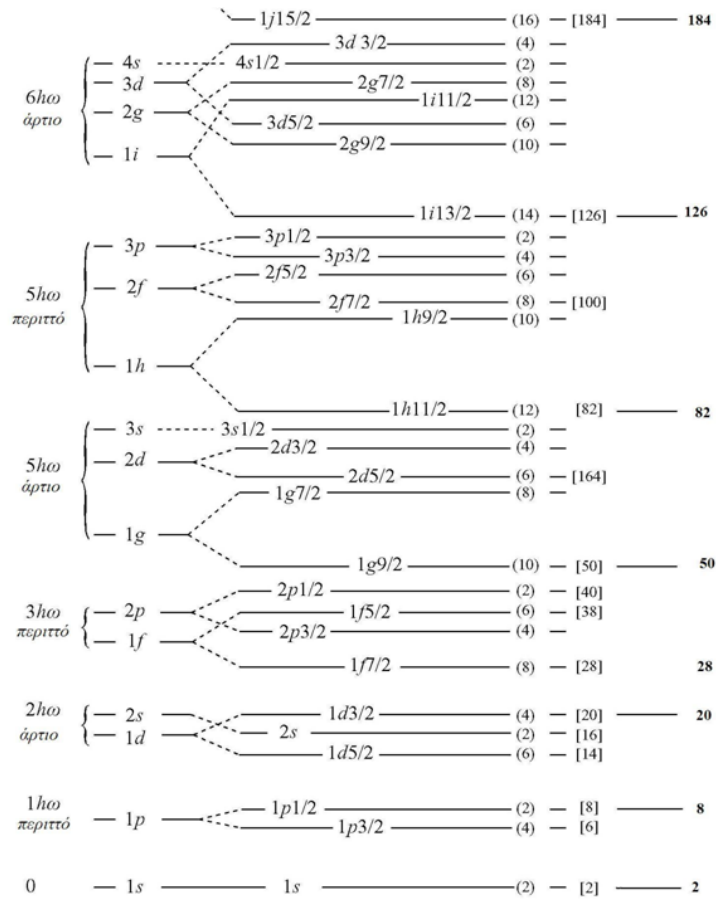 1j15/2 (16) [184] 184
3d 3/2 (4)
4s 4s1/2 (2)
3d 2g7/2 (8)
6hω
άρτιο
1i11/2 (12)
2g 3d5/2 (6)
2g9/2 (10)
1i
1i13/2 (14) [126] 126
3p1/2 (2)
3p 3p3/2 (4)
2f5/2 (6)
5hω
περιττό
2f 2f7/2 (8) [100]
1h9/2 (10)
1h
1h11/2 (12) [82] 82
3s 3s1/2 (2)
2d3/2 (4)
5hω
άρτιο
2d 2d5/2 (6) [164]
1g7/2 (8)
1g
1g9/2 (10) [50] 50
2p1/2 (2) [40]
3hω
περιττό
2p 1f5/2 (6) [38]
2p3/2 (4)
1f
1f7/2 (8) [28] 28
2hω
άρτιο
2s 1d3/2 (4) [20] 20
2s (2) [16]
1d 1d5/2 (6) [14]
1hω
περιττό
1p1/2 (2) [8] 8
1p 1p3/2 (4) [6]
0 1s 1s (2) [2] 2